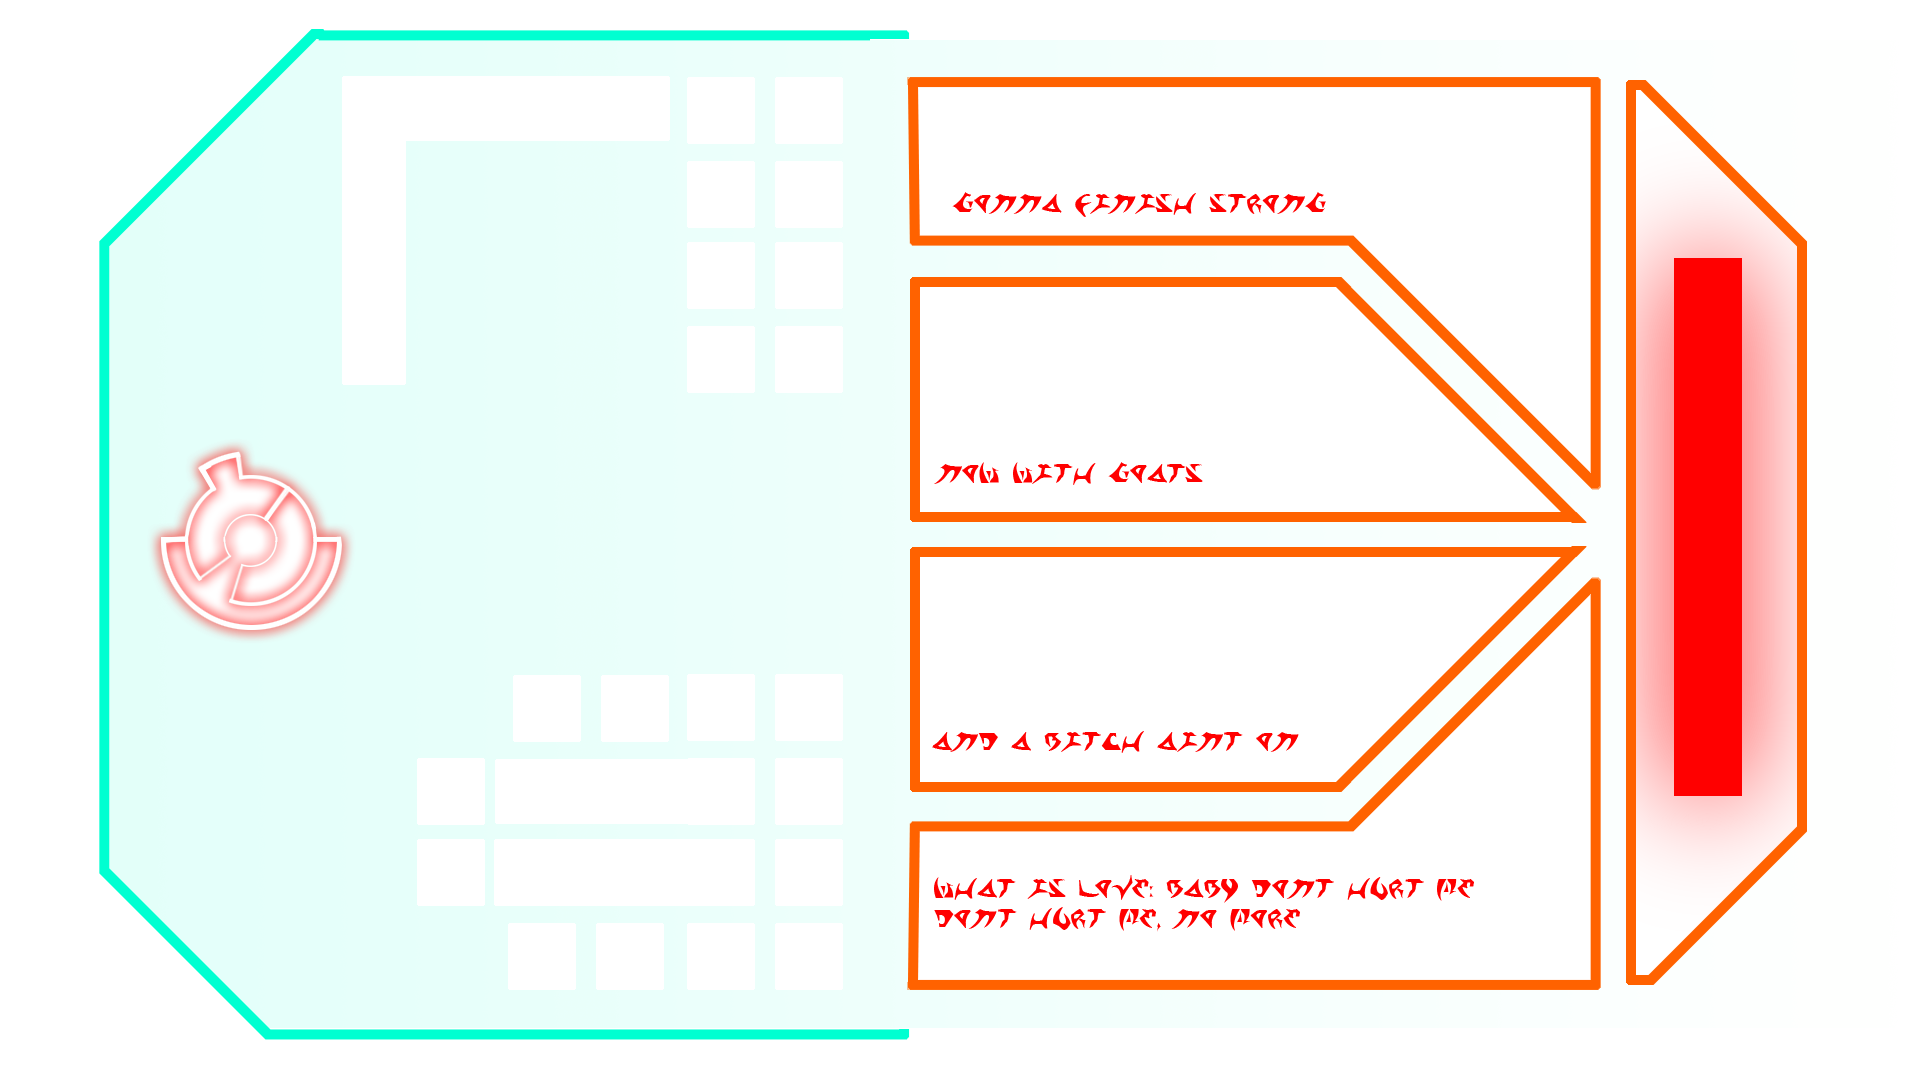 GONNA FINISH STRONG
NOW WITH GOATS
AND A BITCH AINT ON
WHAT IS LOVE: BABY DONT HURT ME
DONT HURT ME, NO MORE